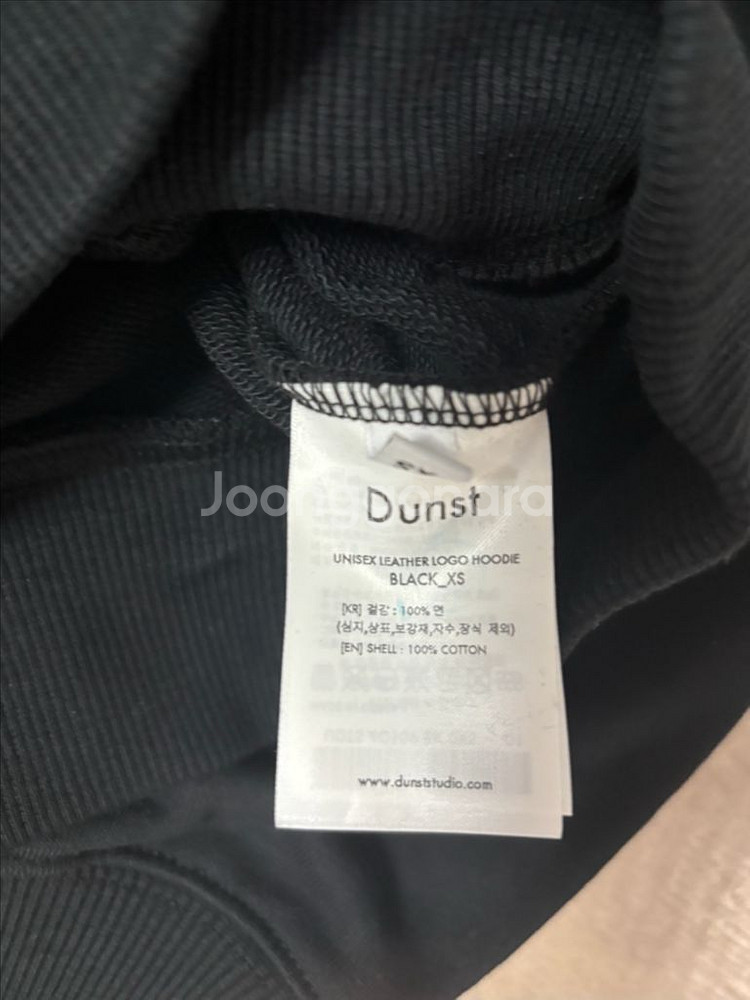 Joongonara
Dunst
UNISEX LEATHER LOGO HOODIE
BLACK_XS
[KR] 겉감 : 100% 면
(심지,상표,보강재,자수,장식 제외)
[EN] SHELL : 100% COTTON
www.dunststudio.com